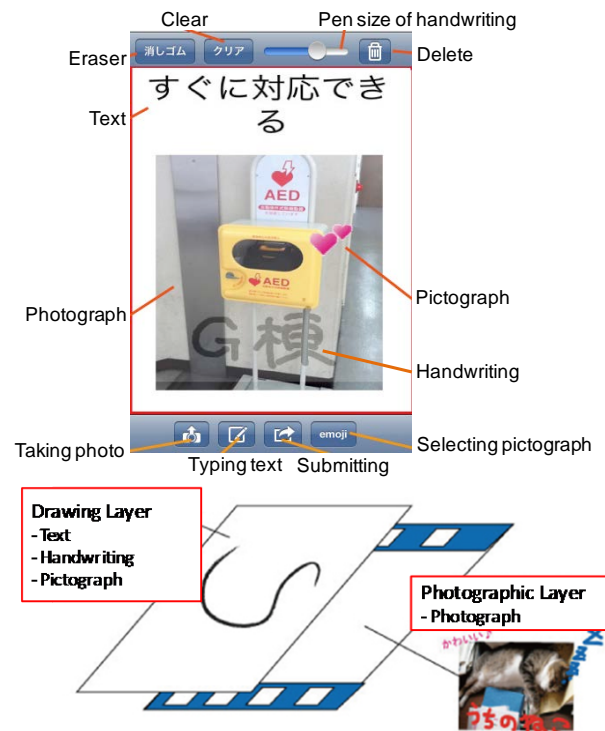 Clear
Pen size of handwriting
Eraser
消しゴム
クリア
Delete
Text
すぐに対応でき
る
AED
AED
Pictograph
Photograph
G棟
Handwriting
emoji
Taking photo
Typing text
Submitting
Selecting pictograph
Drawing Layer
- Text
- Handwriting
- Pictograph
Photographic Layer
- Photograph
かわいい♪
うちのねこ